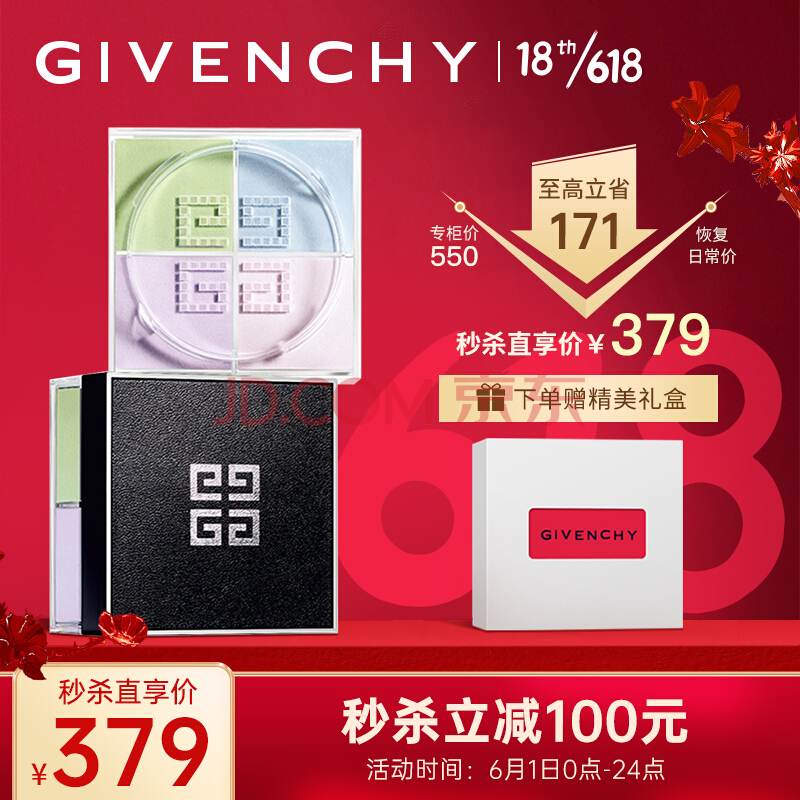 GIVENCHY | 18th/618
至高立省
171
专柜价
550
恢复
日常价
秒杀直享价¥379
下单赠精美礼盒
618
JD.COM 京东
GIVENCHY
秒杀直享价
¥379
秒杀立减100元
活动时间：6月1日0点-24点